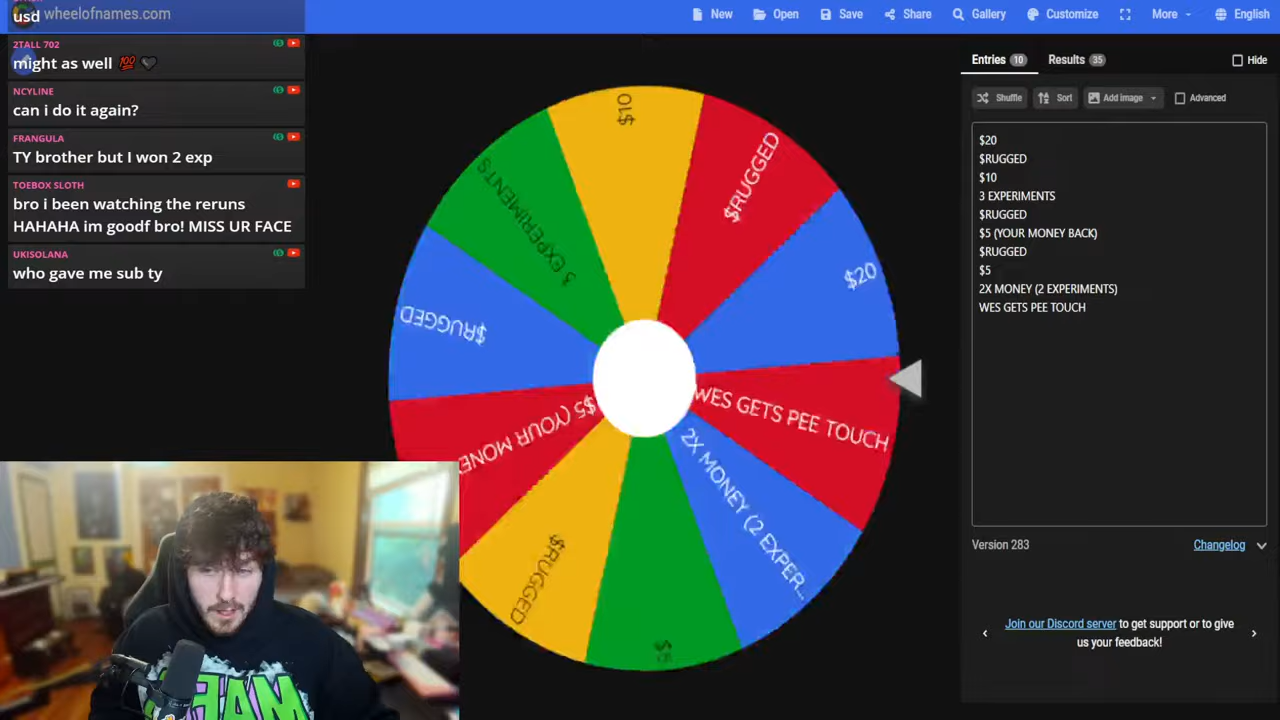 usd
wheelofnames.com
New
Open
Save
Share
Gallery
Customize
More
English
2TALL 702
might as well 💯 🖤
NCYLINE
can i do it again?
FRANGULA
TY brother but I won 2 exp
TOEBOX SLOTH
bro i been watching the reruns
HAHAHA im goodf bro! MISS UR FACE
UKISOLANA
who gave me sub ty
$10
$RUGGED
$20
WES GETS PEE TOUCH
2X MONEY (2 EXPER...
$5
$RUGGED
$5 (YOUR MONE
$RUGGED
3 EXPERIMENTS
Entries 10
Results 35
Hide
Shuffle
Sort
Add image
Advanced
$20
$RUGGED
$10
3 EXPERIMENTS
$RUGGED
$5 (YOUR MONEY BACK)
$RUGGED
$5
2X MONEY (2 EXPERIMENTS)
WES GETS PEE TOUCH
Version 283
Changelog
Join our Discord server to get support or to give
us your feedback!